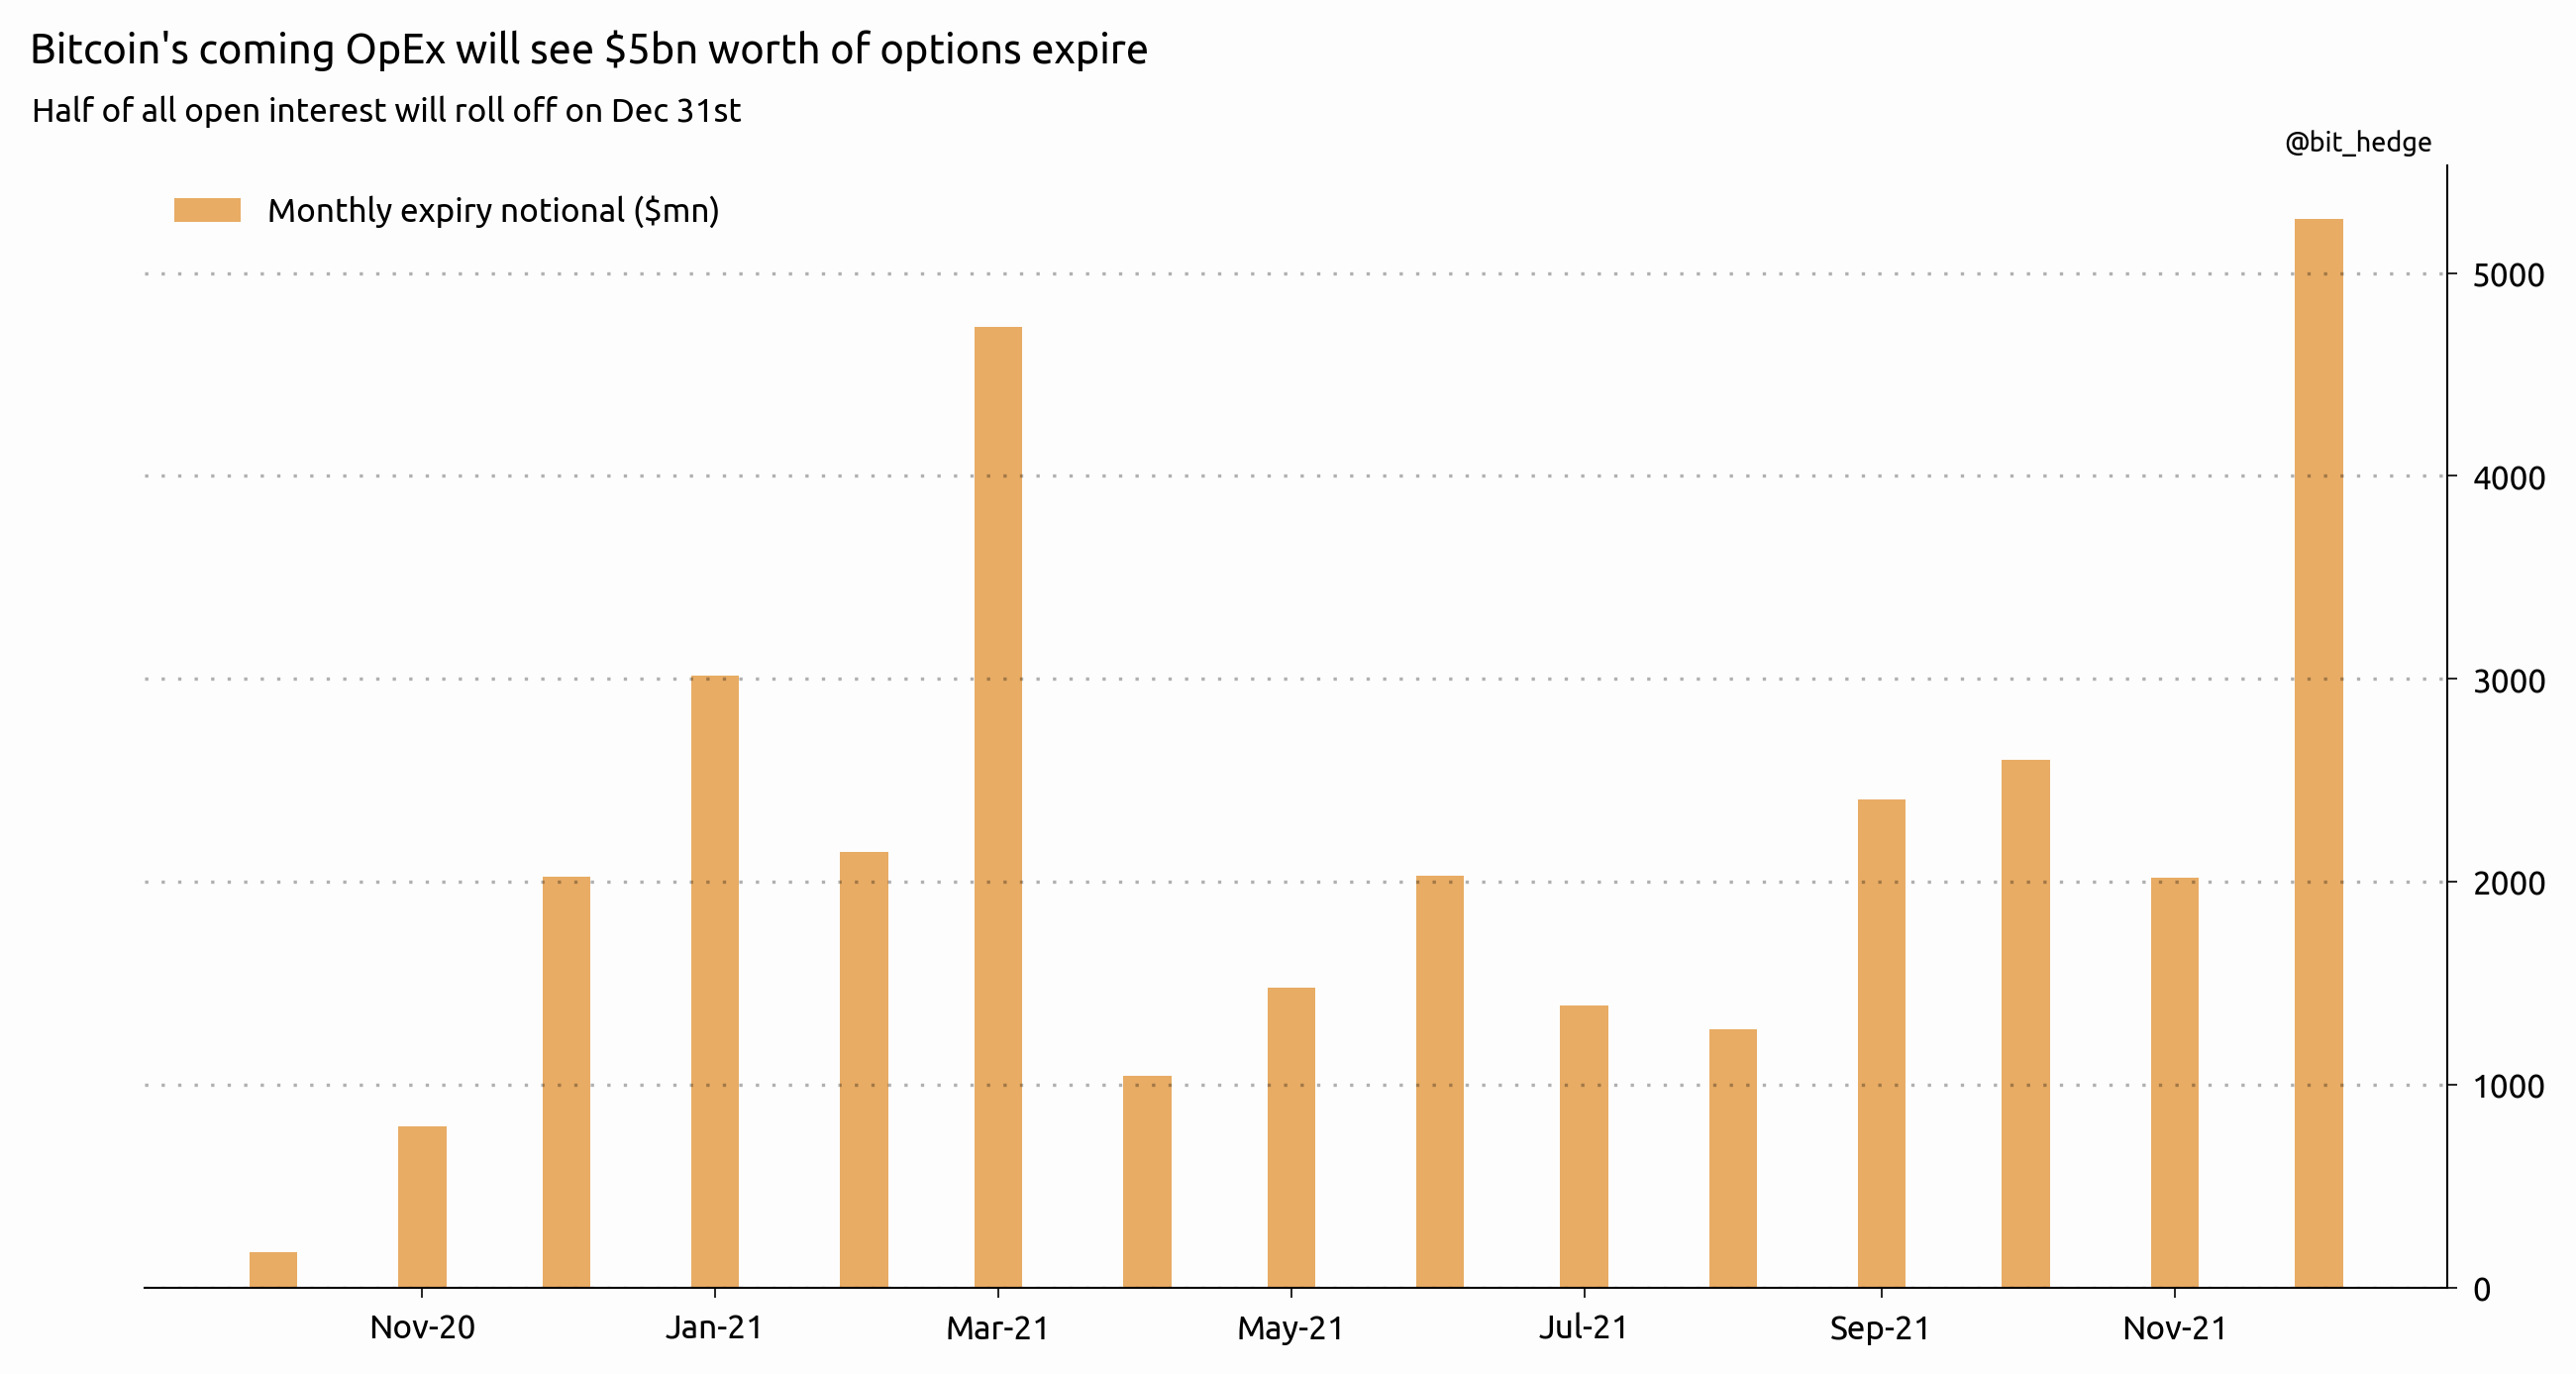 Bitcoin's coming OpEx will see $5bn worth of options expire
Half of all open interest will roll off on Dec 31st
@bit_hedge
Monthly expiry notional ($mn)
5000
4000
3000
2000
1000
0
Nov-20 Jan-21 Mar-21 May-21 Jul-21 Sep-21 Nov-21